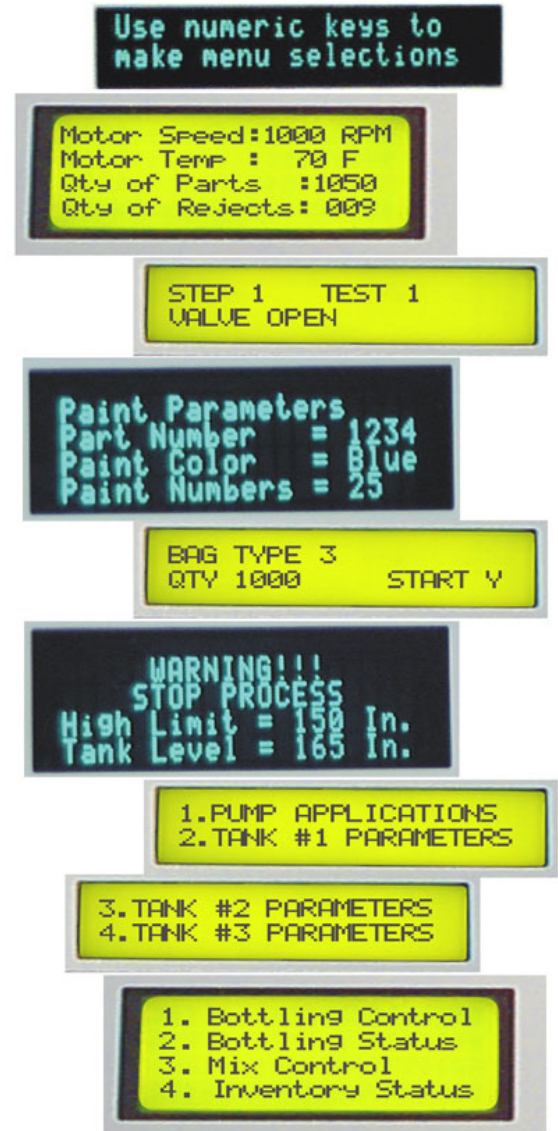 Use numeric keys to
make menu selections
Motor Speed:1000 RPM
Motor Temp : 70 F
Qty of Parts :1050
Qty of Rejects: 009
STEP 1 TEST 1
VALVE OPEN
Paint Parameters
Part Number = 1234
Paint Color = Blue
Paint Numbers = 25
BAG TYPE 3
QTY 1000 START Y
WARNING!!!
STOP PROCESS
High Limit = 150 In.
Tank Level = 165 In.
1.PUMP APPLICATIONS
2.TANK #1 PARAMETERS
3.TANK #2 PARAMETERS
4.TANK #3 PARAMETERS
1. Bottling Control
2. Bottling Status
3. Mix Control
4. Inventory Status